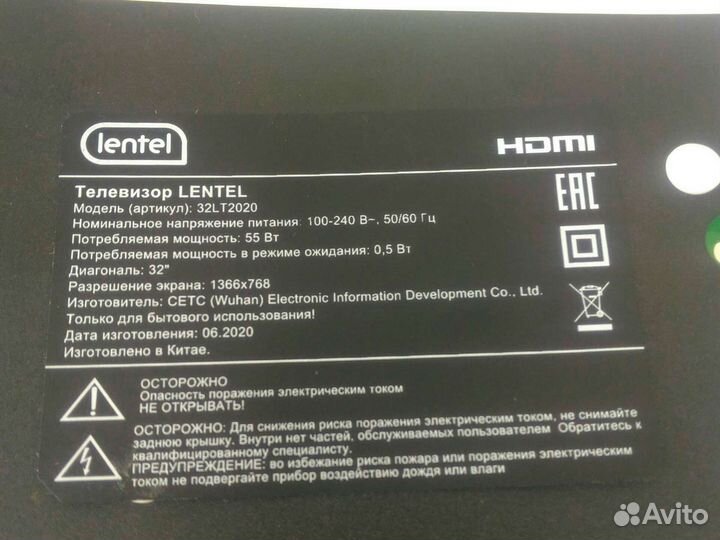 lentel
HDMI
Телевизор LENTEL
Модель (артикул): 32LT2020
Номинальное напряжение питания: 100-240 В~, 50/60 Гц
Потребляемая мощность: 55 Вт
Потребляемая мощность в режиме ожидания: 0,5 Вт
Диагональ: 32"
Разрешение экрана: 1366x768
Изготовитель: CETC (Wuhan) Electronic Information Development Co., Ltd.
Только для бытового использования!
Дата изготовления: 06.2020
Изготовлено в Китае.
EAC
ОСТОРОЖНО
Опасность поражения электрическим током
НЕ ОТКРЫВАТЬ!
ОСТОРОЖНО: Для снижения риска поражения электрическим током, не снимайте
заднюю крышку. Внутри нет частей, обслуживаемых пользователем Обратитесь к
квалифицированному специалисту.
ПРЕДУПРЕЖДЕНИЕ: во избежание риска пожара или поражения электрическим
током не подвергайте прибор воздействию дождя или влаги
Avito